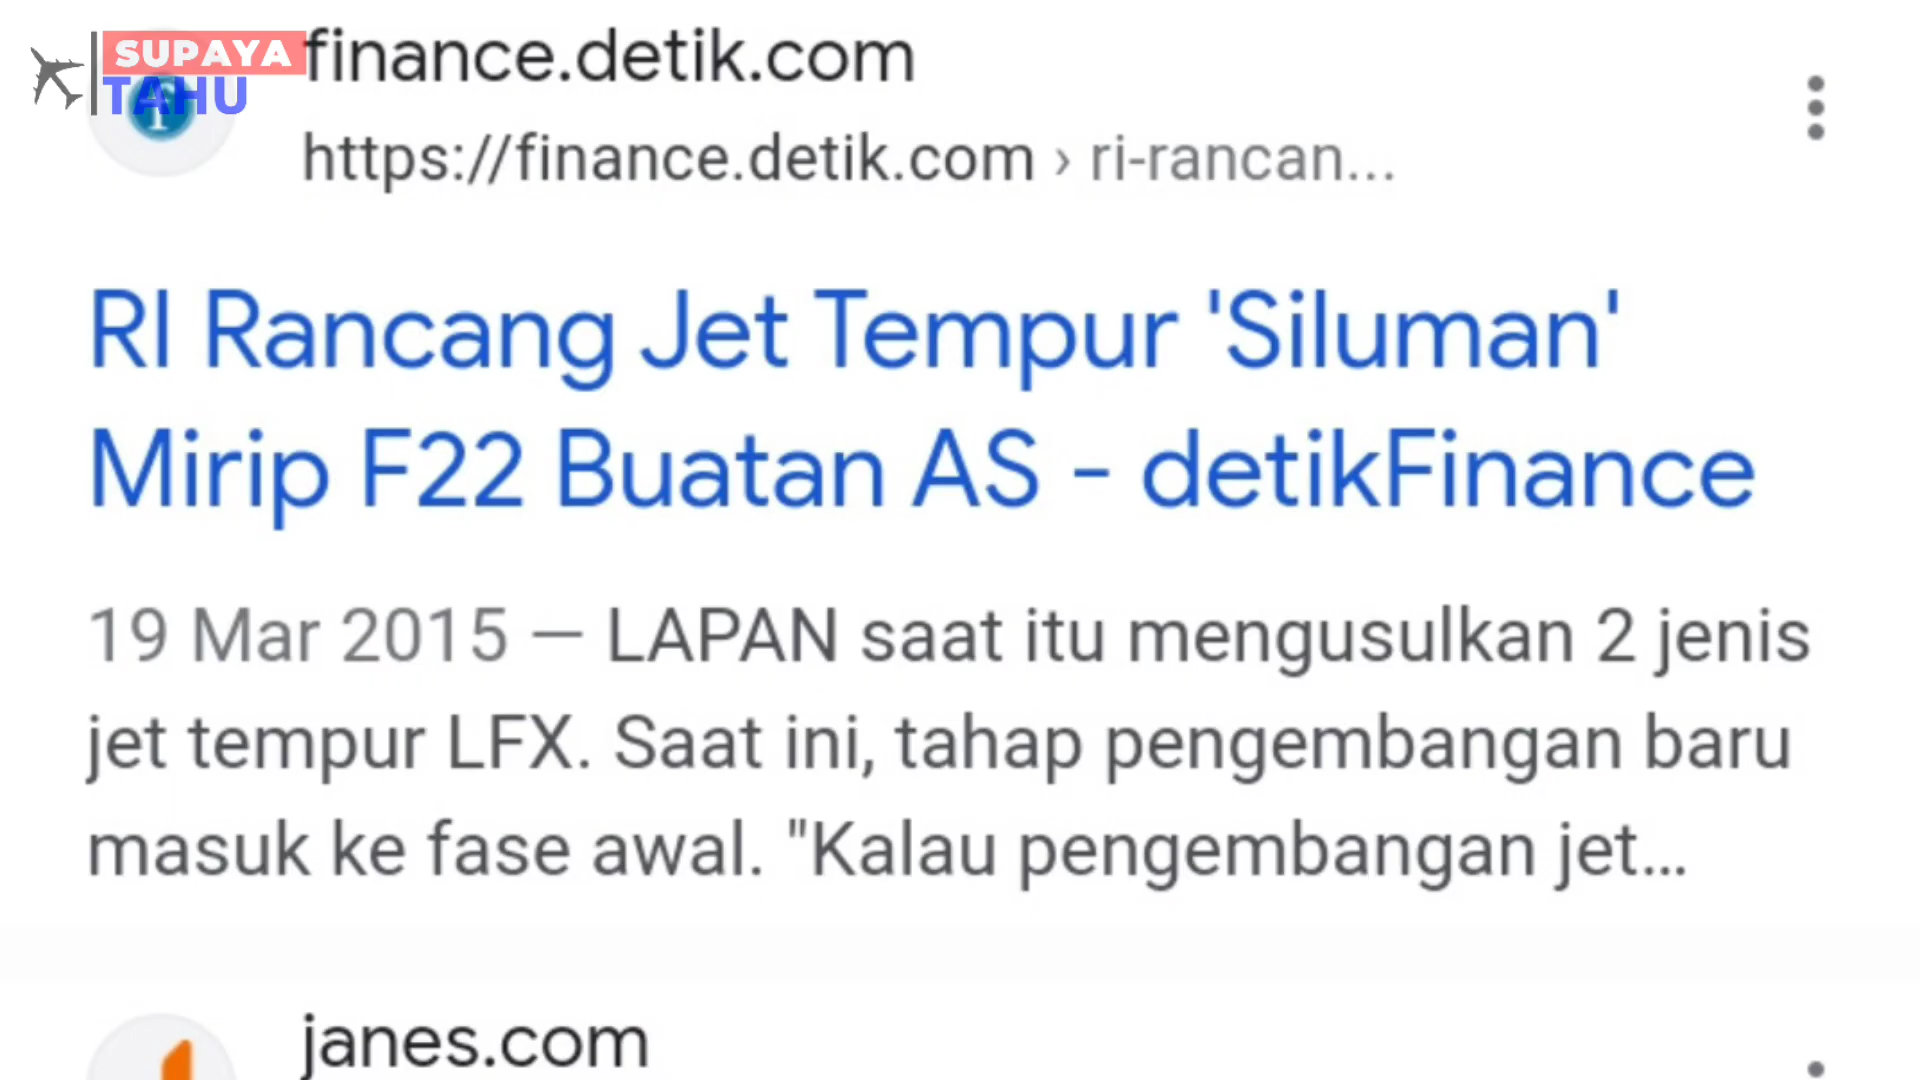 SUPAYA
TAHU
finance.detik.com
https://finance.detik.com › ri-rancan...
RI Rancang Jet Tempur 'Siluman'
Mirip F22 Buatan AS - detikFinance
19 Mar 2015 — LAPAN saat itu mengusulkan 2 jenis
jet tempur LFX. Saat ini, tahap pengembangan baru
masuk ke fase awal. "Kalau pengembangan jet...
janes.com